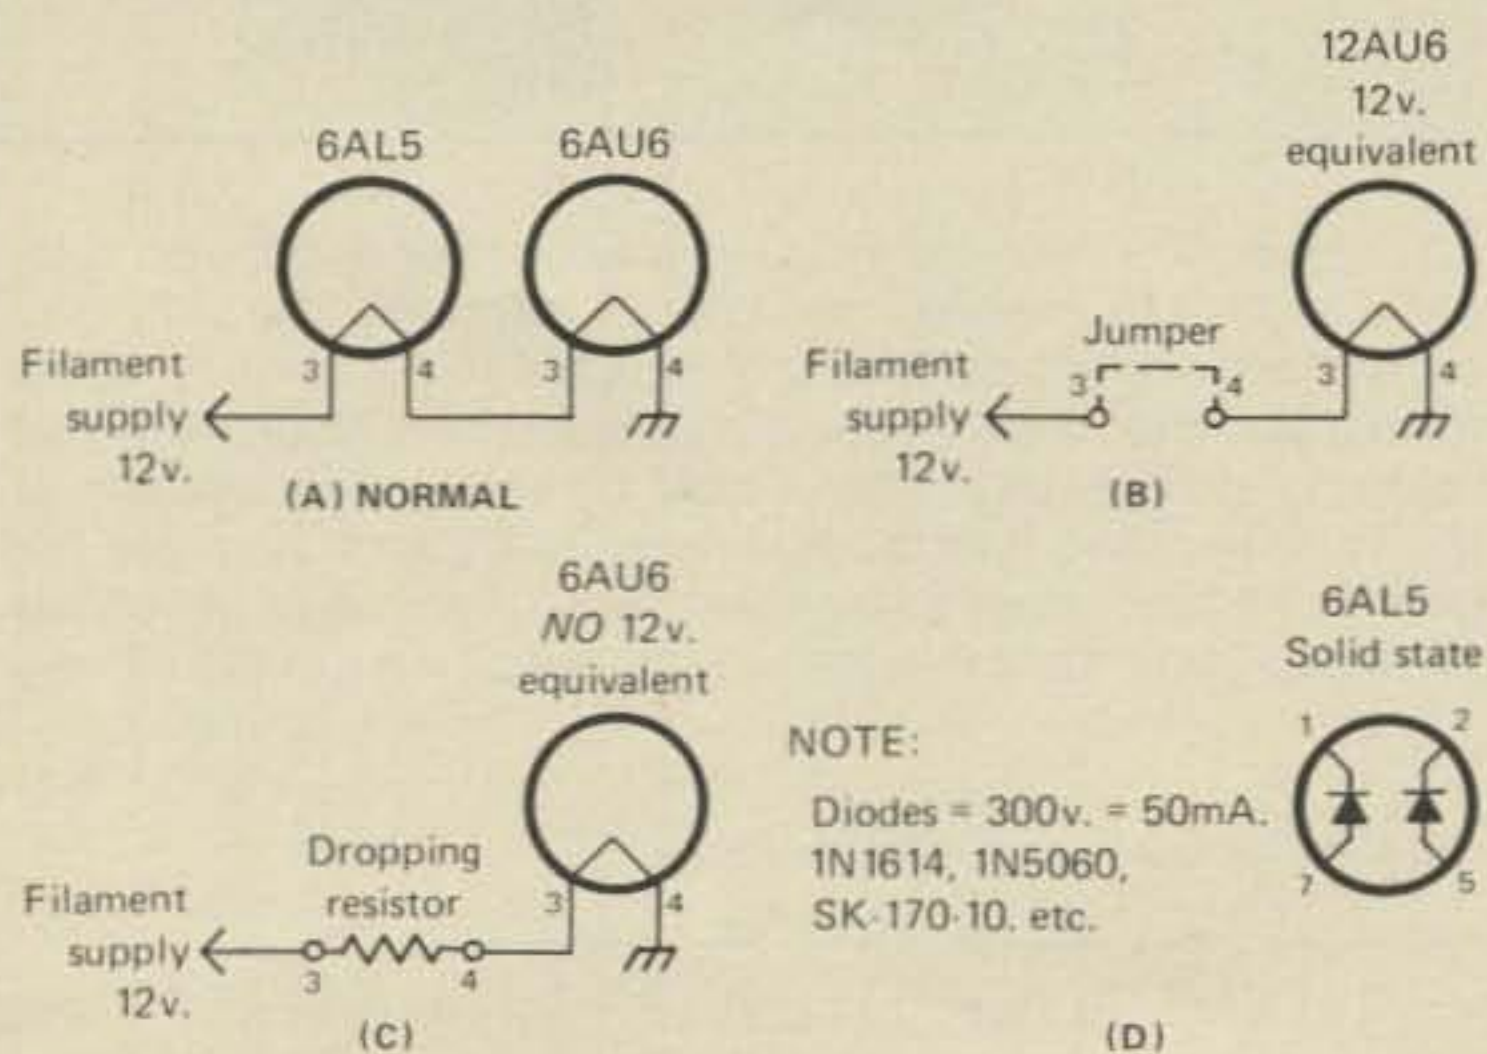 6AL5
6AU6
3
4
3
4
Filament
supply
12v.
(A) NORMAL
12AU6
12v.
equivalent
Jumper
3
4
3
4
Filament
supply
12v.
(B)
6AU6
NO 12v.
equivalent
Dropping
resistor
3
4
3
4
Filament
supply
12v.
(C)
6AL5
Solid state
1
2
7
5
NOTE:
Diodes = 300v. = 50mA.
1N1614, 1N5060,
SK-170-10. etc.
(D)